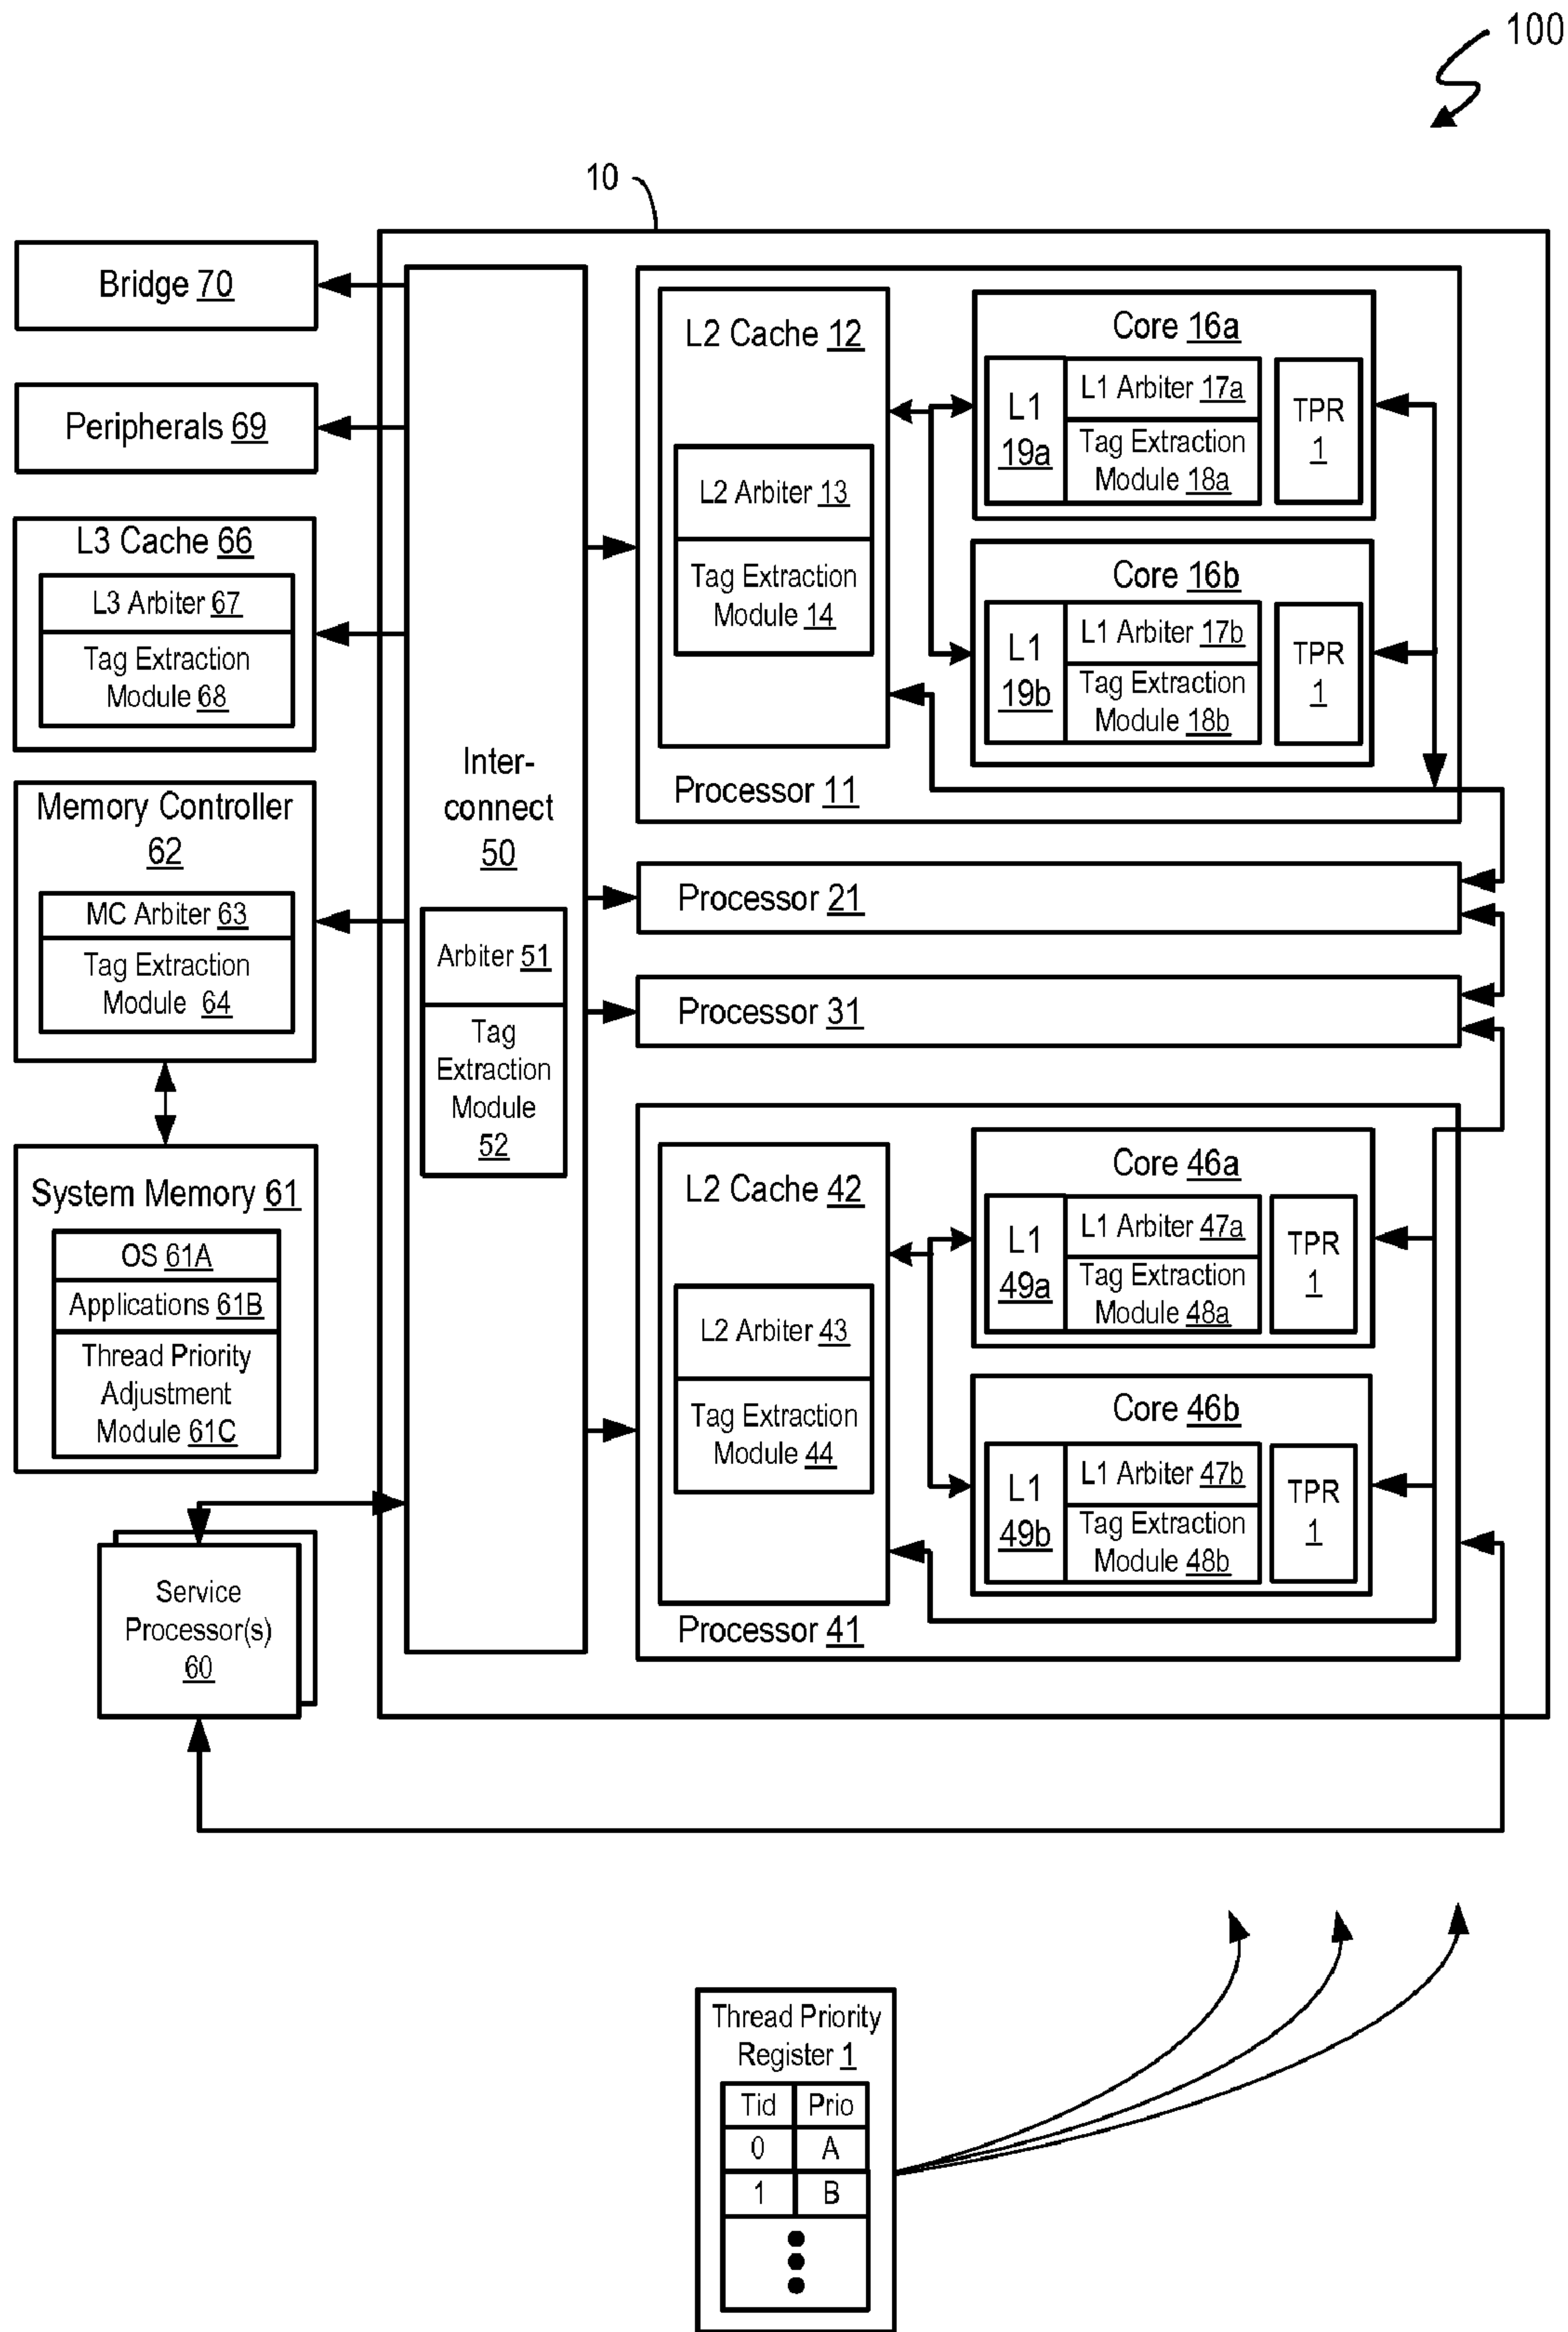 100
10
Bridge 70
Peripherals 69
L3 Cache 66
L3 Arbiter 67
Tag Extraction
Module 68
Memory Controller
62
MC Arbiter 63
Tag Extraction
Module 64
System Memory 61
OS 61A
Applications 61B
Thread Priority
Adjustment
Module 61C
Service
Processor(s)
60
Inter-
connect
50
Arbiter 51
Tag
Extraction
Module
52
L2 Cache 12
L2 Arbiter 13
Tag Extraction
Module 14
Core 16a
L1
19a
L1 Arbiter 17a
Tag Extraction
Module 18a
TPR
1
Core 16b
L1
19b
L1 Arbiter 17b
Tag Extraction
Module 18b
TPR
1
Processor 11
Processor 21
Processor 31
L2 Cache 42
L2 Arbiter 43
Tag Extraction
Module 44
Core 46a
L1
49a
L1 Arbiter 47a
Tag Extraction
Module 48a
TPR
1
Core 46b
L1
49b
L1 Arbiter 47b
Tag Extraction
Module 48b
TPR
1
Processor 41
Thread Priority
Register 1
Tid Prio
0 A
1 B